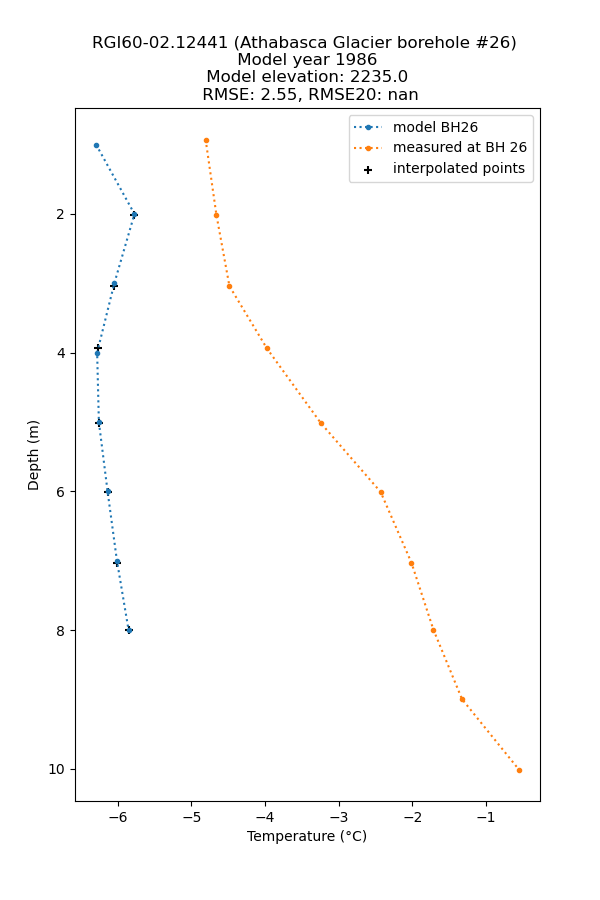 RGI60-02.12441 (Athabasca Glacier borehole #26)
Model year 1986
Model elevation: 2235.0
RMSE: 2.55, RMSE20: nan
model BH26
measured at BH 26
interpolated points
2
4
6
8
10
Depth (m)
−6 −5 −4 −3 −2 −1
Temperature (°C)